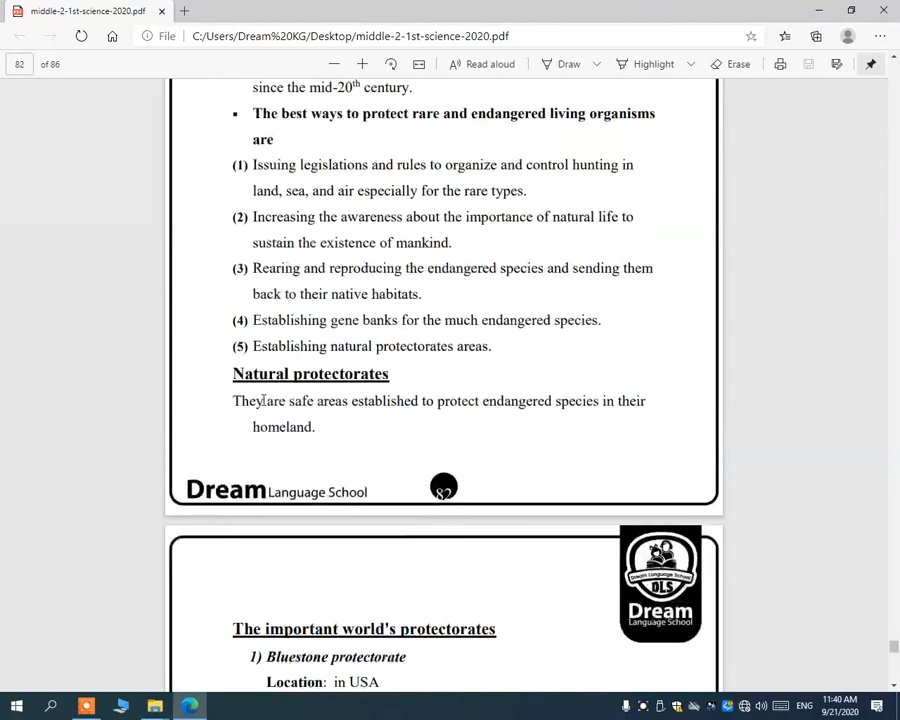 middle-2-1st-science-2020.pdf
File C:/Users/Dream%20KG/Desktop/middle-2-1st-science-2020.pdf
82 of 86 Read aloud Draw Highlight Erase
since the mid-20th century.
▪ The best ways to protect rare and endangered living organisms
are
(1) Issuing legislations and rules to organize and control hunting in
land, sea, and air especially for the rare types.
(2) Increasing the awareness about the importance of natural life to
sustain the existence of mankind.
(3) Rearing and reproducing the endangered species and sending them
back to their native habitats.
(4) Establishing gene banks for the much endangered species.
(5) Establishing natural protectorates areas.
Natural protectorates
They are safe areas established to protect endangered species in their
homeland.
Dream Language School 82
DLS
Dream
Language School
The important world's protectorates
1) Bluestone protectorate
Location: in USA
ENG
11:40 AM
9/21/2020